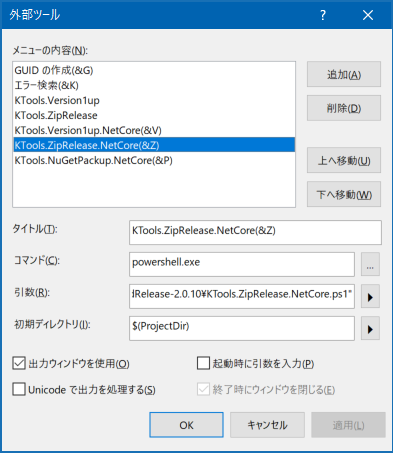 外部ツール
? ×
メニューの内容(N):
GUID の作成(&G)
エラー検索(&K)
KTools.Version1up
KTools.ZipRelease
KTools.Version1up.NetCore(&V)
KTools.ZipRelease.NetCore(&Z)
KTools.NuGetPackup.NetCore(&P)
追加(A)
削除(D)
上へ移動(U)
下へ移動(W)
タイトル(T):
KTools.ZipRelease.NetCore(&Z)
コマンド(C):
powershell.exe
...
引数(R):
Release-2.0.10¥KTools.ZipRelease.NetCore.ps1"
初期ディレクトリ(I):
$(ProjectDir)
出力ウィンドウを使用(O)
起動時に引数を入力(P)
Unicode で出力を処理する(S)
終了時にウィンドウを閉じる(E)
OK
キャンセル
適用(L)